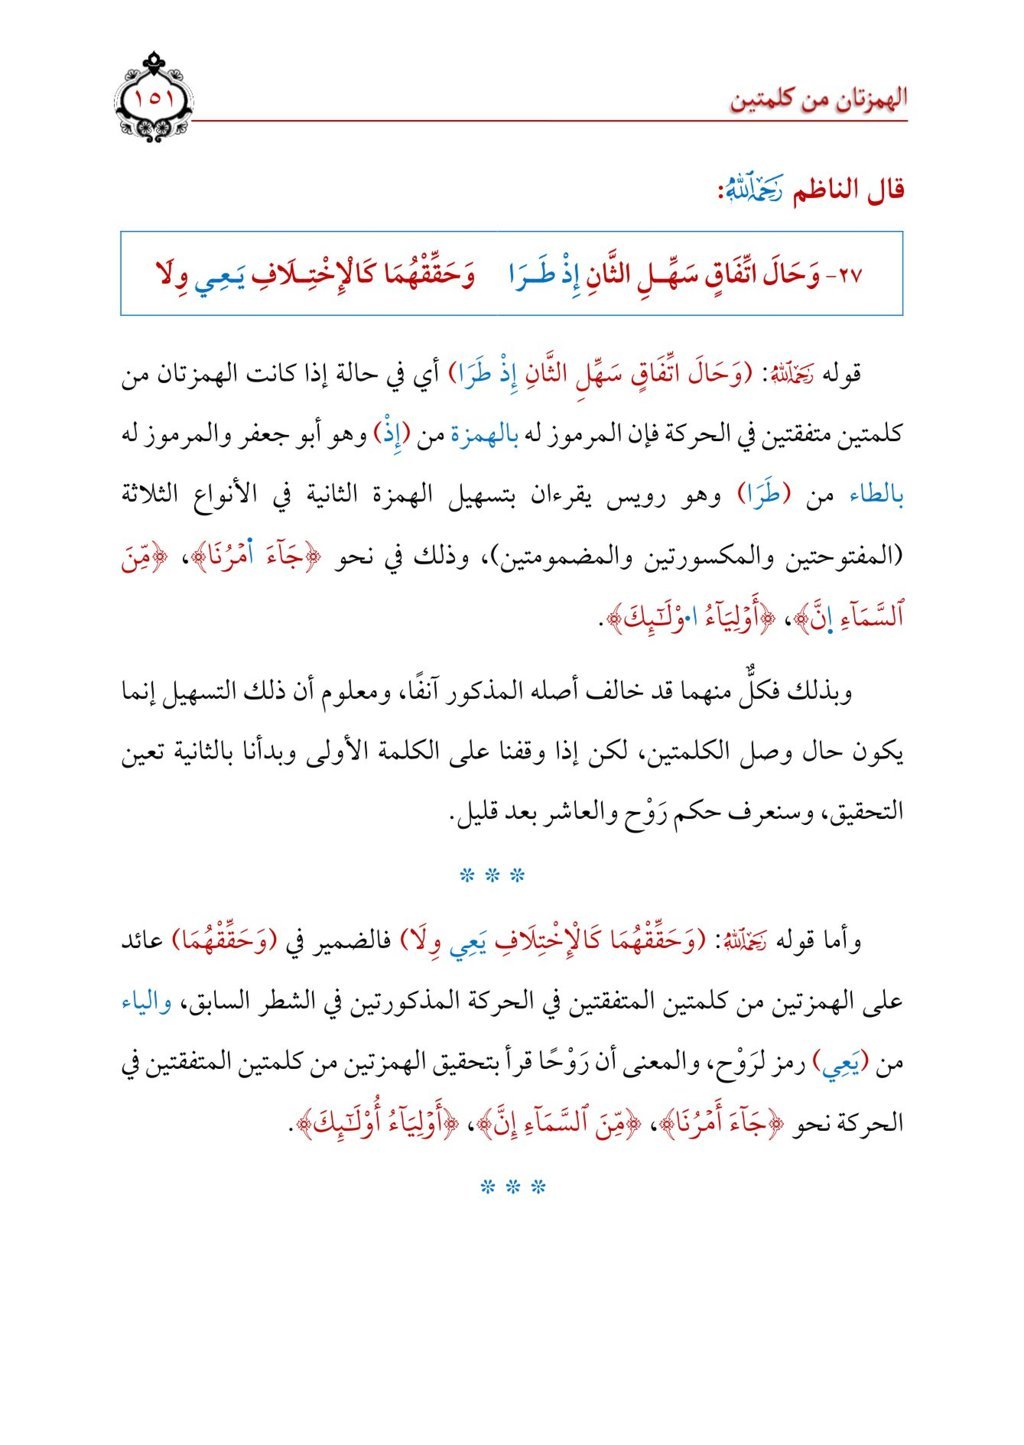 الهمزتان من كلمتين
١٥١
قال الناظم رَحِمَهُ ٱللَّهُ:
٢٧- وَحَالَ اتِّفَاقٍ سَهِّـلِ الثَّانِ إِذْ طَـرَا وَحَقِّقْهُمَا كَالْإِخْتِـلَافِ يَـعِـي وِلَا
قوله رَحِمَهُ ٱللَّهُ: (وَحَالَ اتِّفَاقٍ سَهِّلِ الثَّانِ إِذْ طَرَا) أي في حالة إذا كانت الهمزتان من
كلمتين متفقتين في الحركة فإن المرموز له بالهمزة من (إِذْ) وهو أبو جعفر والمرموز له
بالطاء من (طَرَا) وهو رويس يقرءان بتسهيل الهمزة الثانية في الأنواع الثلاثة
(المفتوحتين والمكسورتين والمضمومتين)، وذلك في نحو ﴿جَآءَ ا۬مْرُنَا﴾، ﴿مِّنَ
ٱلسَّمَآءِ اِ۪نَّ﴾، ﴿أَوْلِيَآءُ ا۟وْلَـٰٓئِكَ﴾.
وبذلك فكلٌّ منهما قد خالف أصله المذكور آنفًا، ومعلوم أن ذلك التسهيل إنما
يكون حال وصل الكلمتين، لكن إذا وقفنا على الكلمة الأولى وبدأنا بالثانية تعين
التحقيق، وسنعرف حكم رَوْح والعاشر بعد قليل.
* * *
وأما قوله رَحِمَهُ ٱللَّهُ: (وَحَقِّقْهُمَا كَالْإِخْتِلَافِ يَعِي وِلَا) فالضمير في (وَحَقِّقْهُمَا) عائد
على الهمزتين من كلمتين المتفقتين في الحركة المذكورتين في الشطر السابق، والياء
من (يَعِي) رمز لرَوْح، والمعنى أن رَوْحًا قرأ بتحقيق الهمزتين من كلمتين المتفقتين في
الحركة نحو ﴿جَآءَ أَمْرُنَا﴾، ﴿مِّنَ ٱلسَّمَآءِ إِنَّ﴾، ﴿أَوْلِيَآءُ أُوْلَـٰٓئِكَ﴾.
* * *